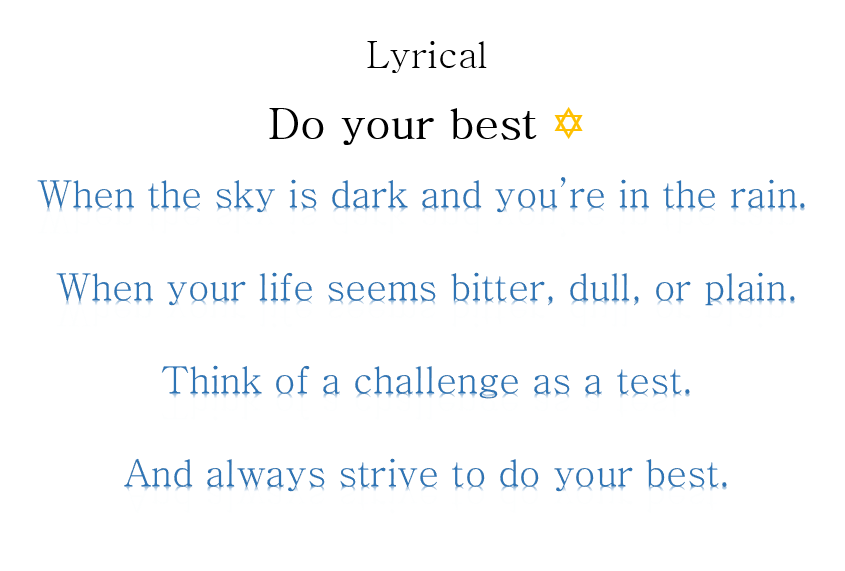 Lyrical
Do your best ✡
When the sky is dark and you’re in the rain.
When your life seems bitter, dull, or plain.
Think of a challenge as a test.
And always strive to do your best.